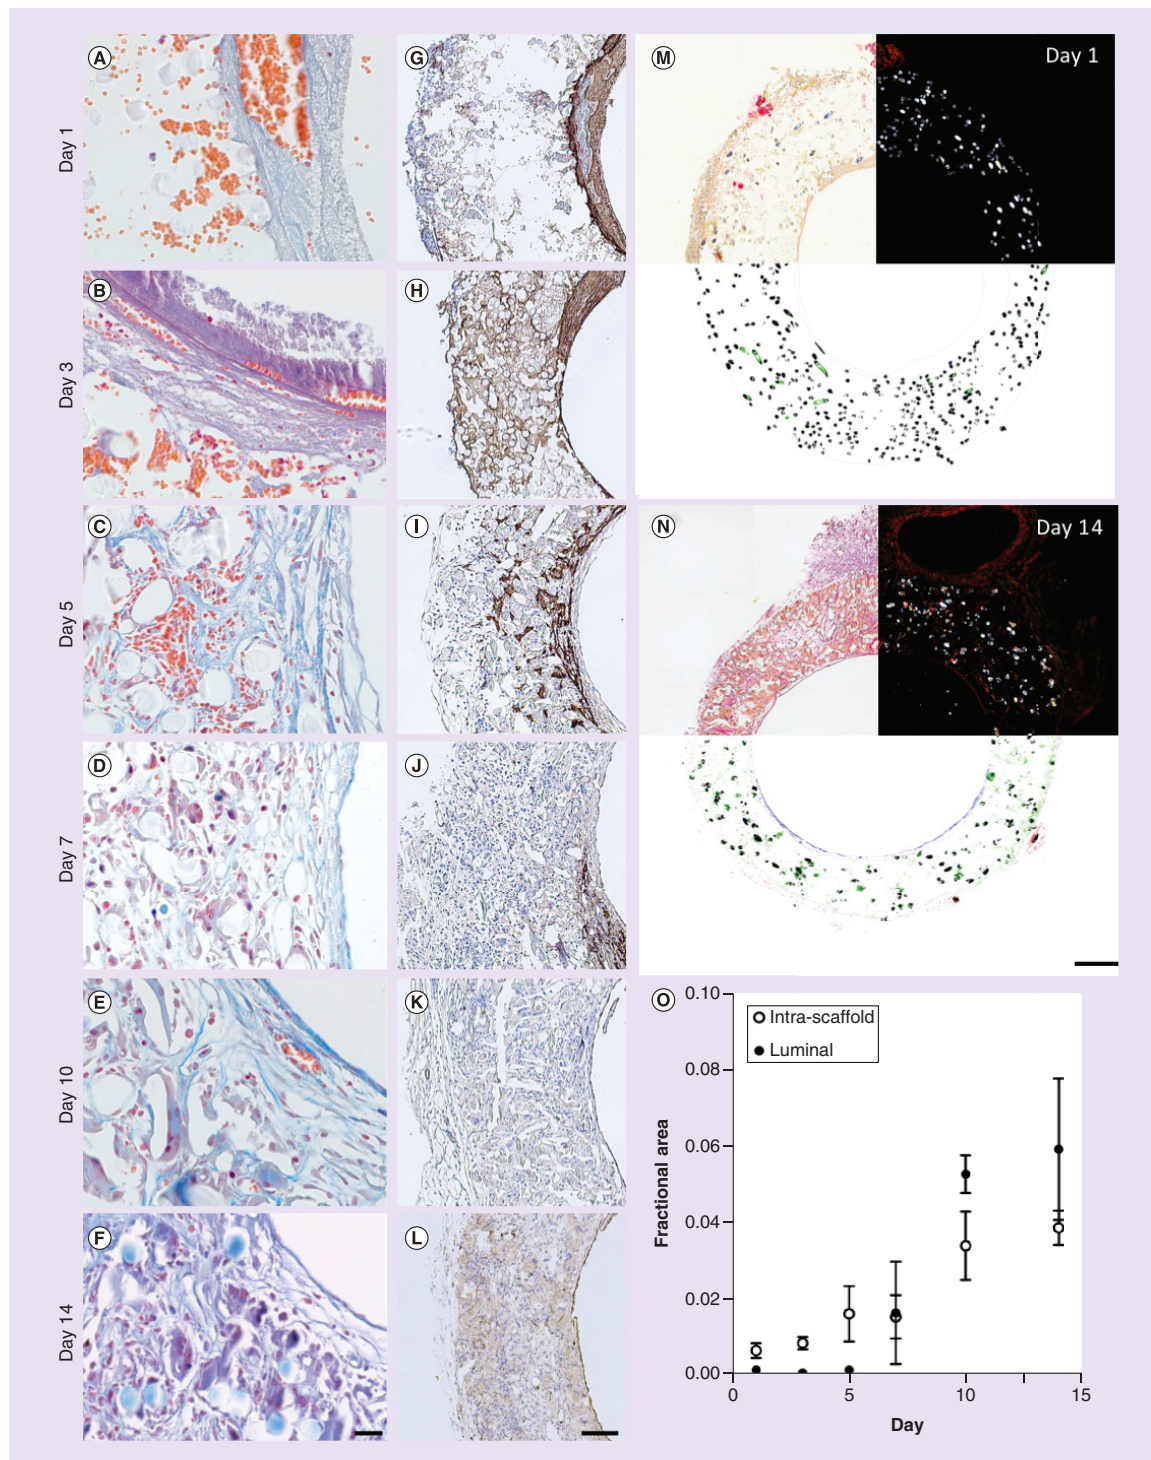 A
Day 1
G
M
Day 1
B
Day 3
H
C
Day 5
I
N
Day 14
D
Day 7
J
E
Day 10
K
O
0.10
Intra-scaffold
Luminal
0.08
0.06
0.04
0.02
0.00
Fractional area
0
5
10
15
Day
F
Day 14
L